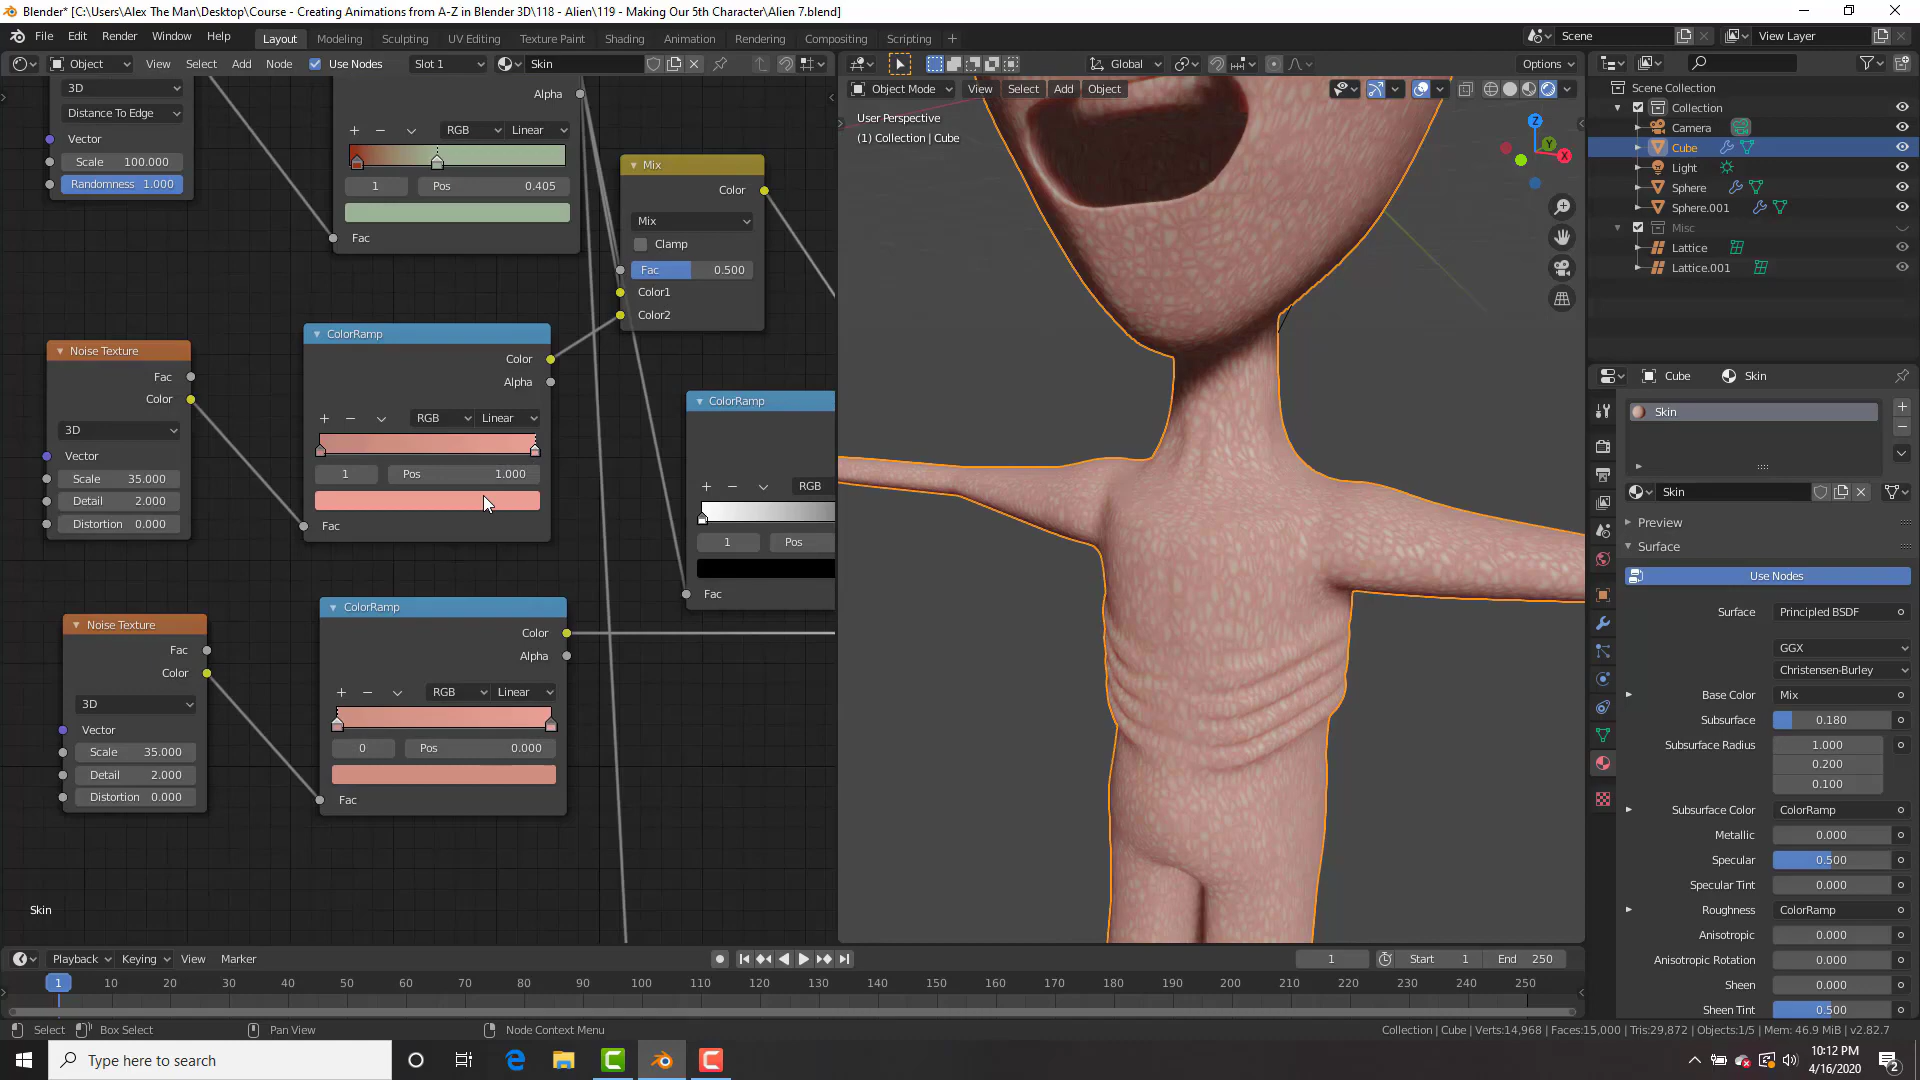 Blender* [C:\Users\Alex The Man\Desktop\Course - Creating Animations from A-Z in Blender 3D\118 - Alien\119 - Making Our 5th Character\Alien 7.blend]
File Edit Render Window Help Layout Modeling Sculpting UV Editing Texture Paint Shading Animation Rendering Compositing Scripting Scene View Layer
Object View Select Add Node Use Nodes Slot 1 Skin Global Options
Object Mode View Select Add Object
User Perspective
(1) Collection | Cube
3D
Distance To Edge
Vector
Scale 100.000
Randomness 1.000
Alpha
RGB Linear
1 Pos 0.405
Fac
Mix
Color
Mix
Clamp
Fac 0.500
Color1
Color2
Noise Texture
Fac
Color
3D
Vector
Scale 35.000
Detail 2.000
Distortion 0.000
ColorRamp
Color
Alpha
RGB Linear
1 Pos 1.000
Fac
ColorRamp
RGB
1 Pos
Fac
Noise Texture
Fac
Color
3D
Vector
Scale 35.000
Detail 2.000
Distortion 0.000
ColorRamp
Color
Alpha
RGB Linear
0 Pos 0.000
Fac
Skin
Z
Y
X
Scene Collection
Collection
Camera
Cube
Light
Sphere
Sphere.001
Misc
Lattice
Lattice.001
Cube Skin
Skin
Skin
Preview
Surface
Use Nodes
Surface Principled BSDF
GGX
Christensen-Burley
Base Color Mix
Subsurface 0.180
Subsurface Radius 1.000
0.200
0.100
Subsurface Color ColorRamp
Metallic 0.000
Specular 0.500
Specular Tint 0.000
Roughness ColorRamp
Anisotropic 0.000
Anisotropic Rotation 0.000
Sheen 0.000
Sheen Tint 0.500
Playback Keying View Marker 1 Start 1 End 250
1 10 20 30 40 50 60 70 80 90 100 110 120 130 140 150 160 170 180 190 200 210 220 230 240 250
Select Box Select Pan View Node Context Menu Collection | Cube | Verts:14,968 | Faces:15,000 | Tris:29,872 | Objects:1/5 | Mem: 46.9 MiB | v2.82.7
Type here to search
10:12 PM
4/16/2020
2